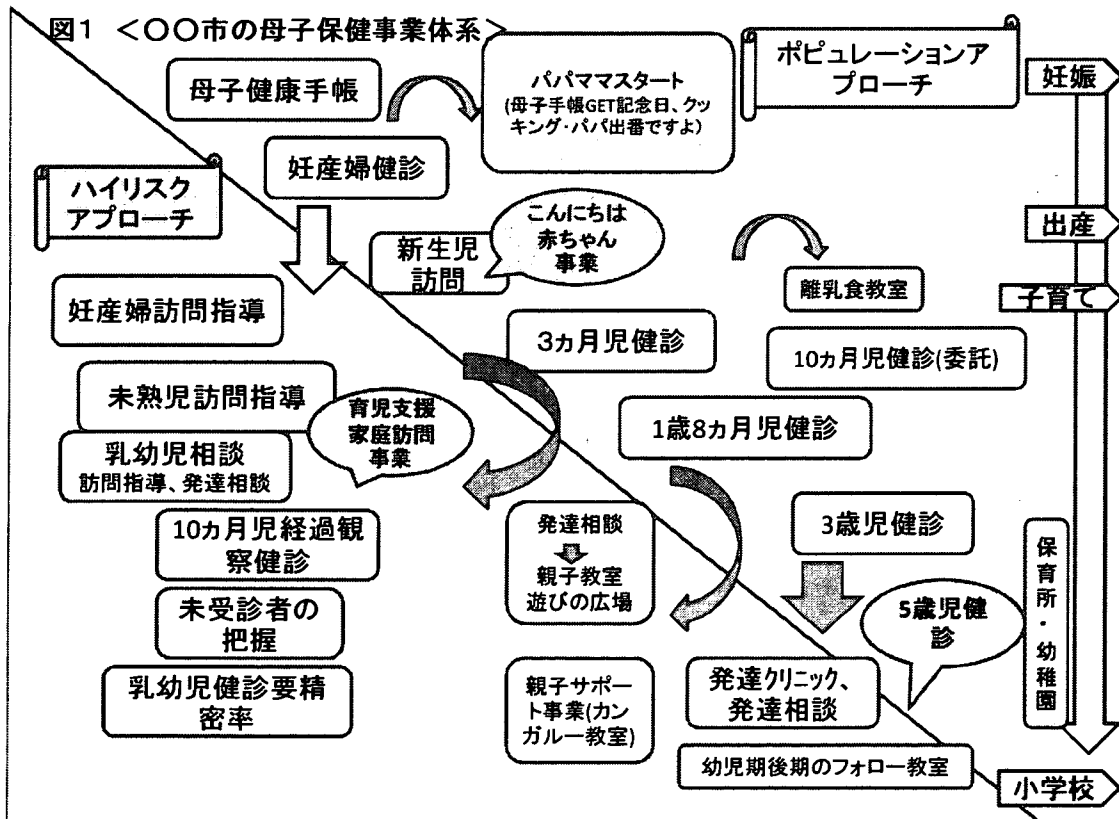 図1 <〇〇市の母子保健事業体系>
母子健康手帳
パパママスタート
(母子手帳GET記念日、クッ
キング・パパ出番ですよ)
ポピュレーションア
プローチ
妊娠
妊産婦健診
ハイリスク
アプローチ
こんにちは
赤ちゃん
事業
新生児
訪問
出産
離乳食教室
子育て
妊産婦訪問指導
3ヵ月児健診
10ヵ月児健診(委託)
未熟児訪問指導
育児支援
家庭訪問
事業
1歳8ヵ月児健診
乳幼児相談
訪問指導、発達相談
10ヵ月児経過観
察健診
発達相談
親子教室
遊びの広場
3歳児健診
保育所・幼稚園
未受診者の
把握
5歳児健
診
乳幼児健診要精
密率
親子サポー
ト事業(カン
ガルー教室)
発達クリニック、
発達相談
幼児期後期のフォロー教室
小学校